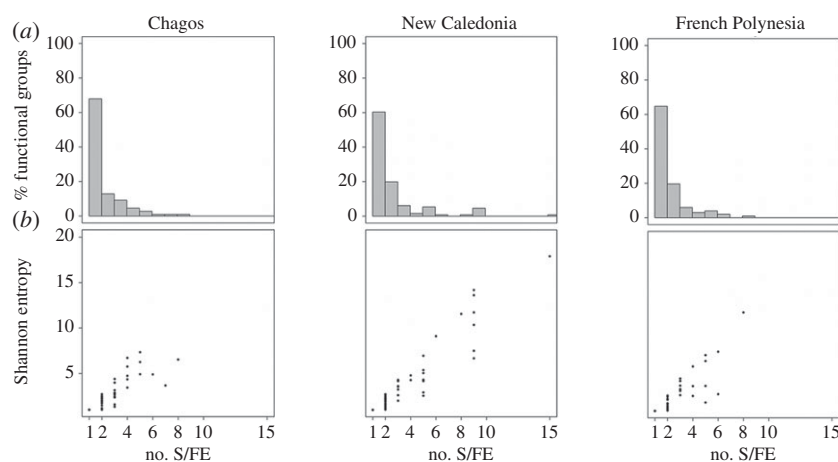 (a) Chagos New Caledonia French Polynesia
% functional groups
100 100 100
80 80 80
60 60 60
40 40 40
20 20 20
0 0 0
(b)
Shannon entropy
20
15
10
5
1 2 4 6 8 10 15 1 2 4 6 8 10 15 1 2 4 6 8 10 15
no. S/FE no. S/FE no. S/FE